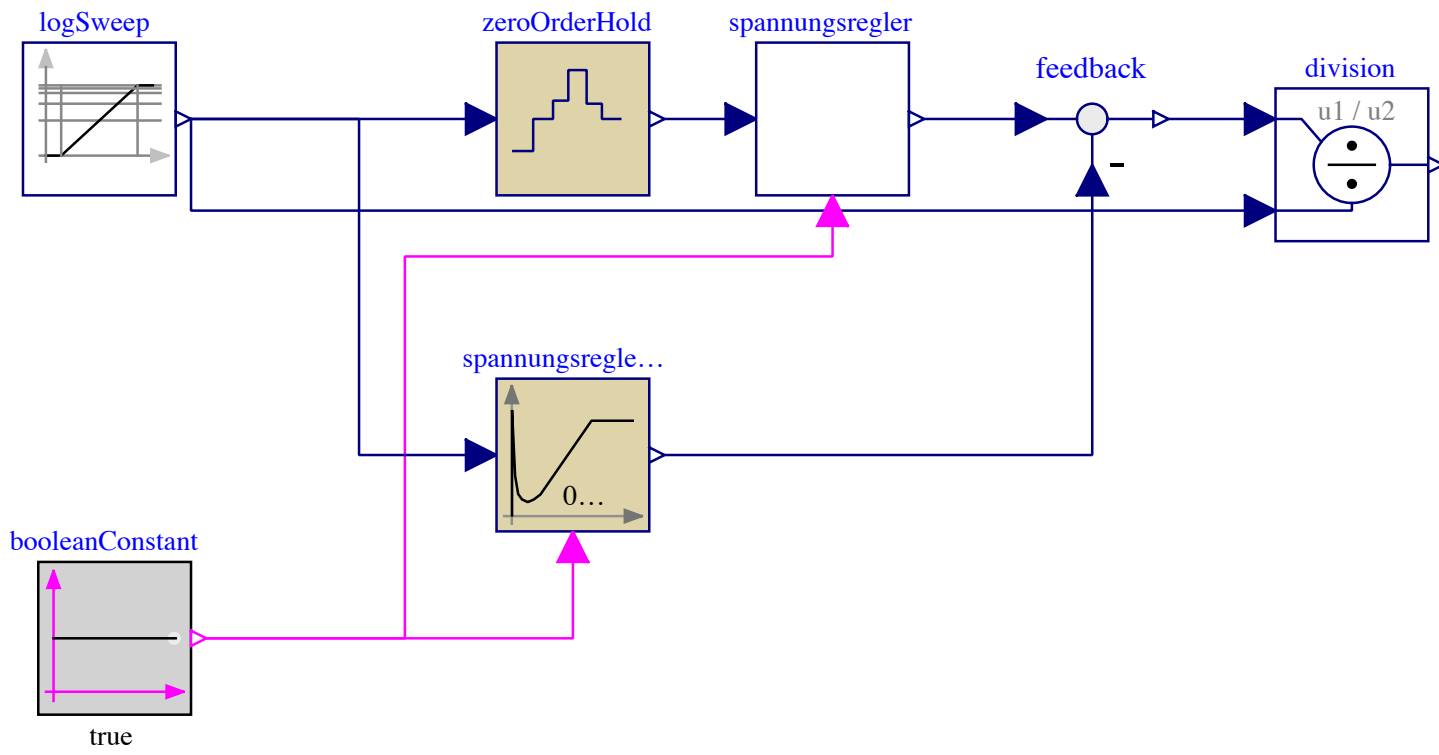 logSweep
zeroOrderHold
spannungsregler
feedback
division
u1 / u2
-
spannungsregle…
0…
booleanConstant
true